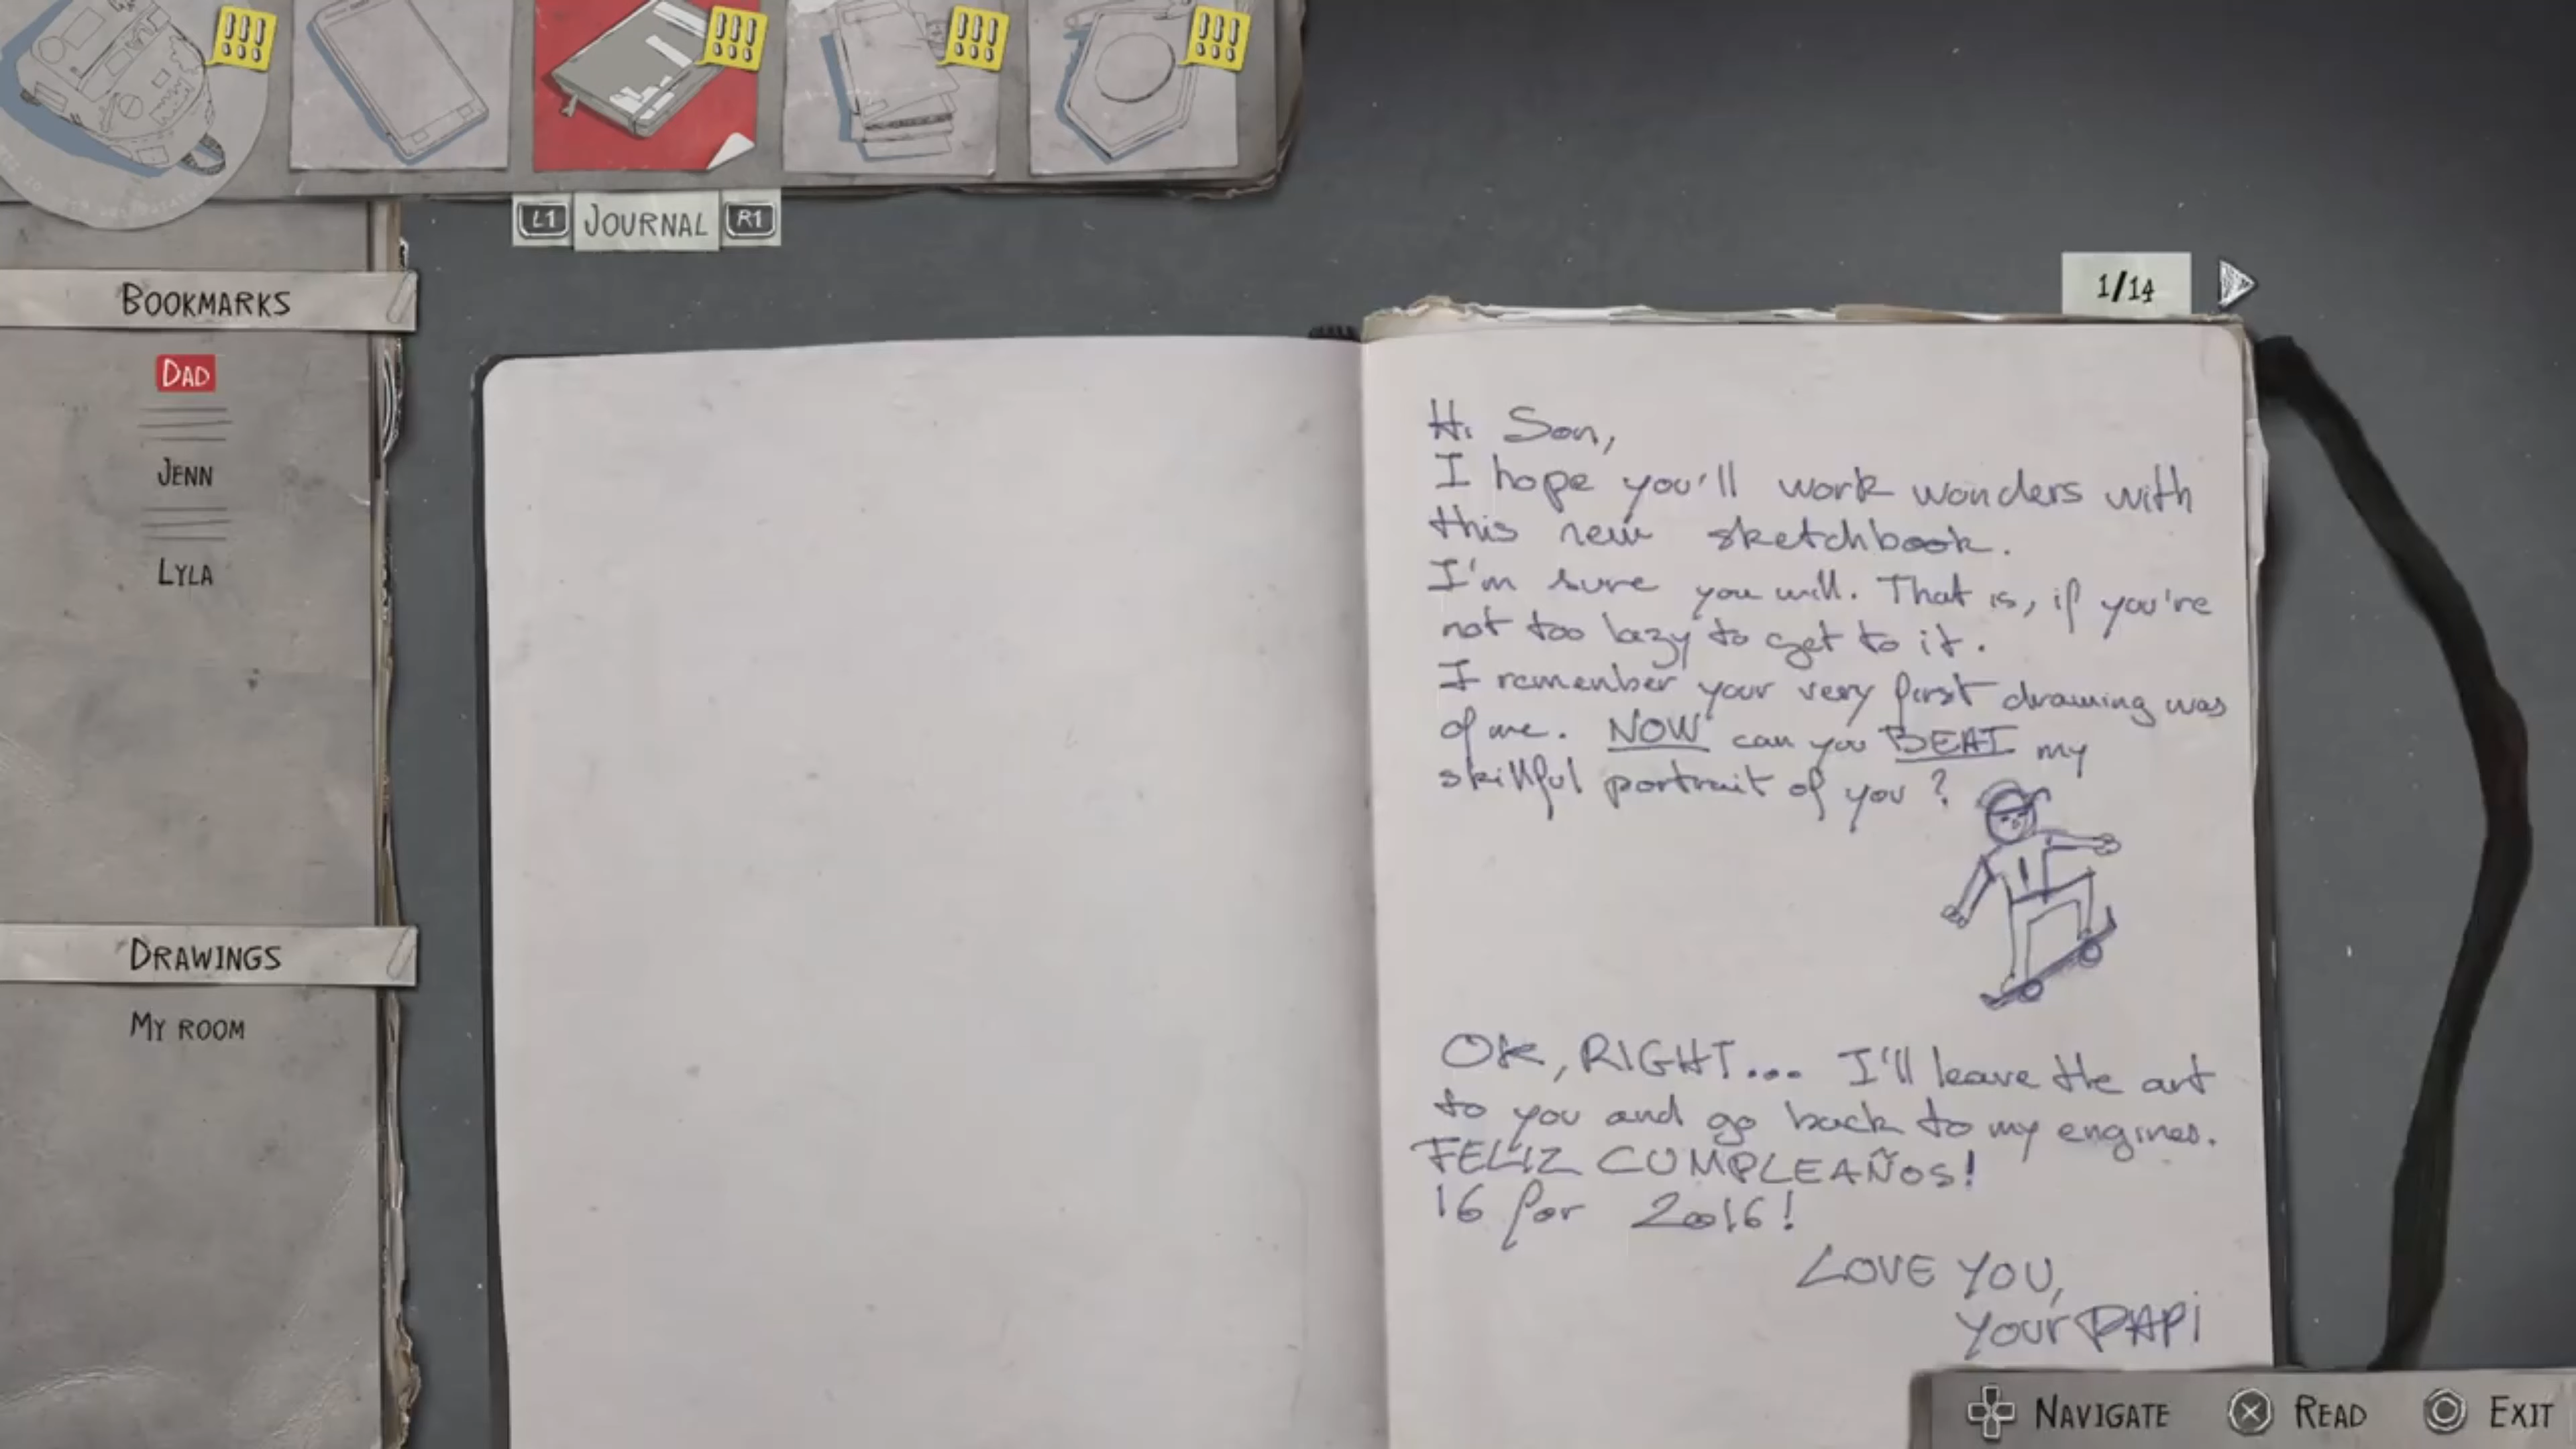 L1 JOURNAL R1
BOOKMARKS
DAD
JENN
LYLA
DRAWINGS
MY ROOM
1/14
Hi Son,
I hope you'll work wonders with
this new sketchbook.
I'm sure you will. That is, if you're
not too lazy to get to it.
I remember your very first drawing was
of me. NOW can you BEAT my
skillful portrait of you?
OK, RIGHT... I'll leave the art
to you and go back to my engines.
FELIZ CUMPLEAÑOS!
16 for 2016!
LOVE YOU,
Your PAPI
NAVIGATE READ EXIT